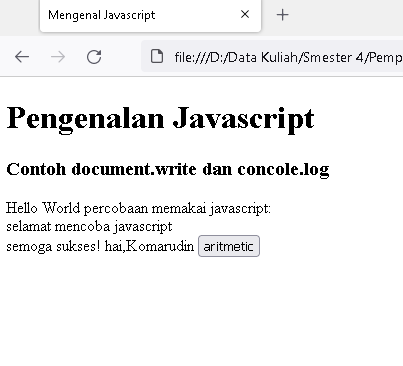 Mengenal Javascript
file:///D:/Data Kuliah/Smester 4/Pemp
Pengenalan Javascript
Contoh document.write dan concole.log
Hello World percobaan memakai javascript:
selamat mencoba javascript
semoga sukses! hai,Komarudin aritmetic